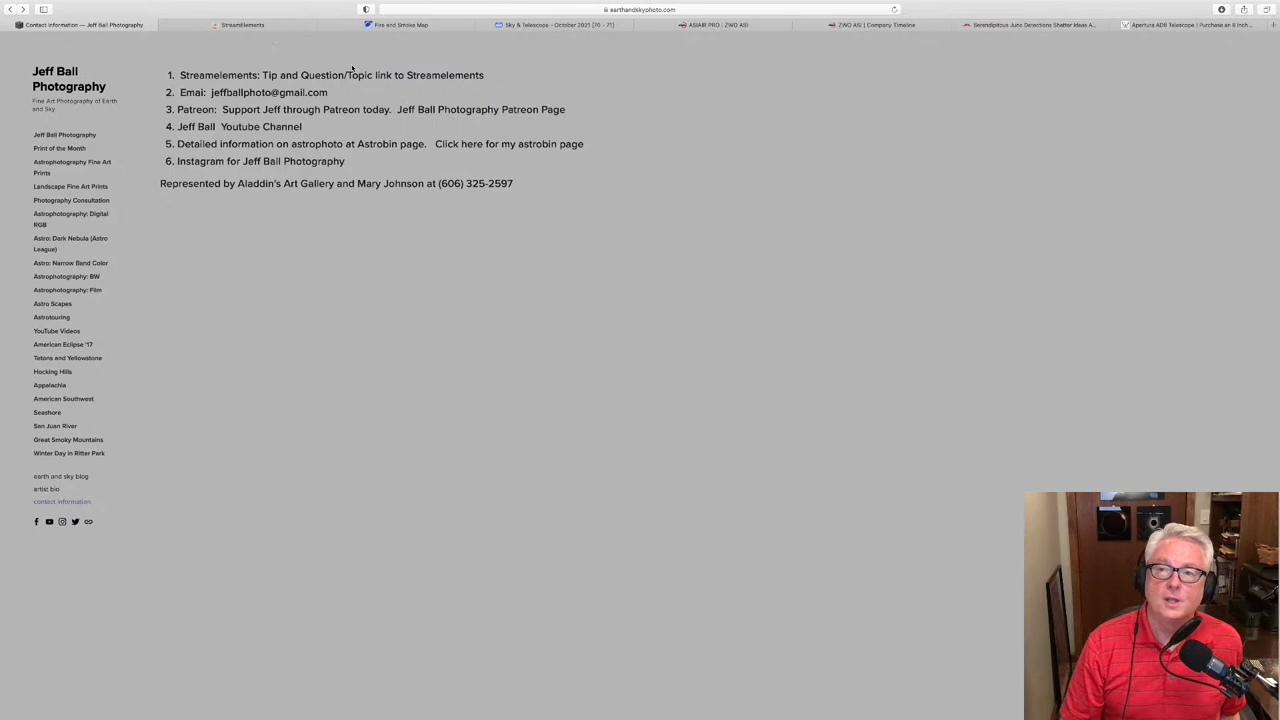 earthandskyphoto.com
Contact Information — Jeff Ball Photography
StreamElements
Fire and Smoke Map
Sky & Telescope - October 2021 [70 - 71]
ASIAIR PRO | ZWO ASI
ZWO ASI | Company Timeline
Serendipitous Juno Detections Shatter Ideas A...
Apertura AD8 Telescope | Purchase an 8 Inch...
Jeff Ball
Photography
Fine Art Photography of Earth
and Sky
Jeff Ball Photography
Print of the Month
Astrophotography Fine Art
Prints
Landscape Fine Art Prints
Photography Consultation
Astrophotography: Digital
RGB
Astro: Dark Nebula (Astro
League)
Astro: Narrow Band Color
Astrophotography: BW
Astrophotography: Film
Astro Scapes
Astrotouring
YouTube Videos
American Eclipse '17
Tetons and Yellowstone
Hocking Hills
Appalachia
American Southwest
Seashore
San Juan River
Great Smoky Mountains
Winter Day in Ritter Park
earth and sky blog
artist bio
contact information
1. Streamelements: Tip and Question/Topic link to Streamelements
2. Emai: jeffballphoto@gmail.com
3. Patreon: Support Jeff through Patreon today. Jeff Ball Photography Patreon Page
4. Jeff Ball Youtube Channel
5. Detailed information on astrophoto at Astrobin page. Click here for my astrobin page
6. Instagram for Jeff Ball Photography
Represented by Aladdin's Art Gallery and Mary Johnson at (606) 325-2597